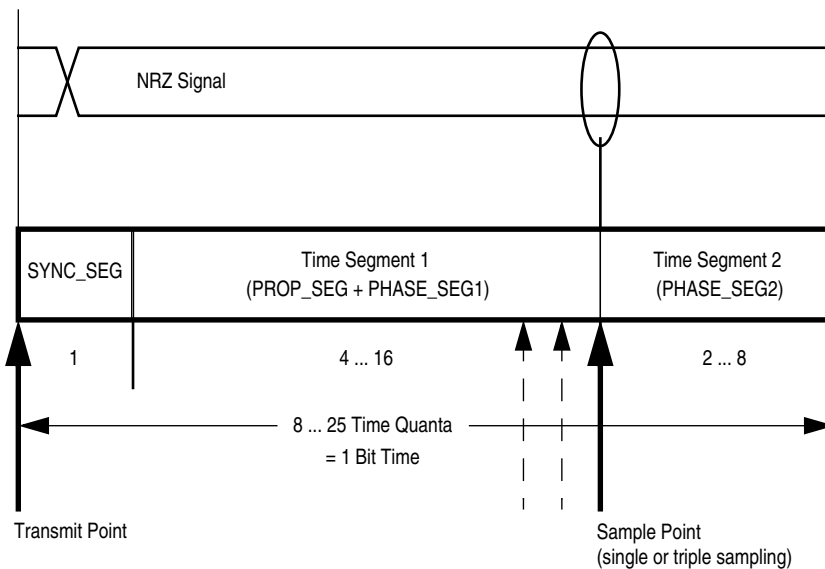 NRZ Signal
SYNC_SEG
Time Segment 1
(PROP_SEG + PHASE_SEG1)
Time Segment 2
(PHASE_SEG2)
1
4 ... 16
2 ... 8
8 ... 25 Time Quanta
= 1 Bit Time
Transmit Point
Sample Point
(single or triple sampling)